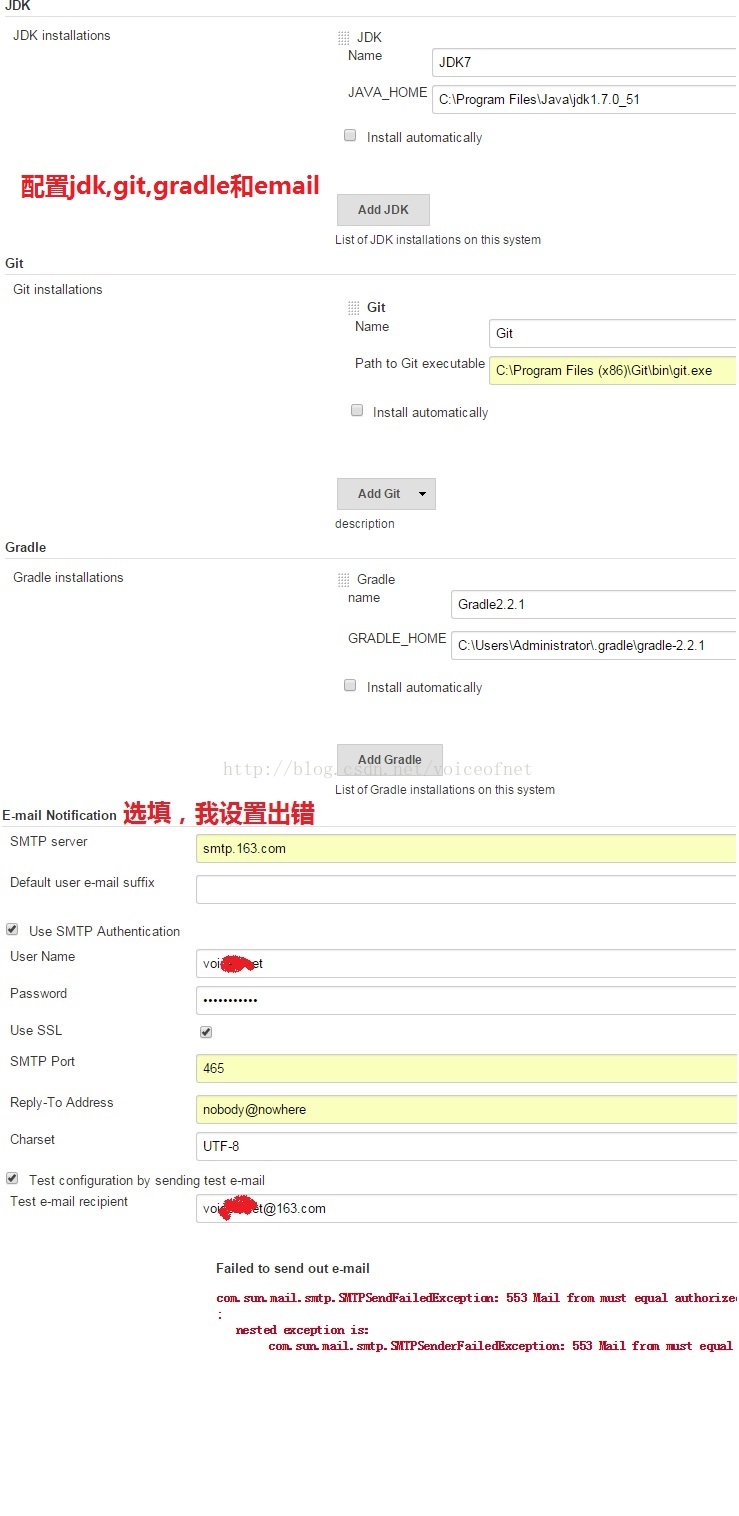 JDK
JDK installations
JDK
Name
JDK7
JAVA_HOME
C:\Program Files\Java\jdk1.7.0_51
Install automatically
配置jdk,git,gradle和email
Add JDK
List of JDK installations on this system
Git
Git installations
Git
Name
Git
Path to Git executable
C:\Program Files (x86)\Git\bin\git.exe
Install automatically
Add Git
description
Gradle
Gradle installations
Gradle
name
Gradle2.2.1
GRADLE_HOME
C:\Users\Administrator\.gradle\gradle-2.2.1
Install automatically
Add Gradle
http://blog.csdn.net/voiceofnet
List of Gradle installations on this system
E-mail Notification 选填，我设置出错
SMTP server
smtp.163.com
Default user e-mail suffix
Use SMTP Authentication
User Name
voi et
Password
•••••••••••
Use SSL
SMTP Port
465
Reply-To Address
nobody@nowhere
Charset
UTF-8
Test configuration by sending test e-mail
Test e-mail recipient
voi et@163.com
Failed to send out e-mail
com.sun.mail.smtp.SMTPSendFailedException: 553 Mail from must equal authorize
;
nested exception is:
com.sun.mail.smtp.SMTPSenderFailedException: 553 Mail from must equal